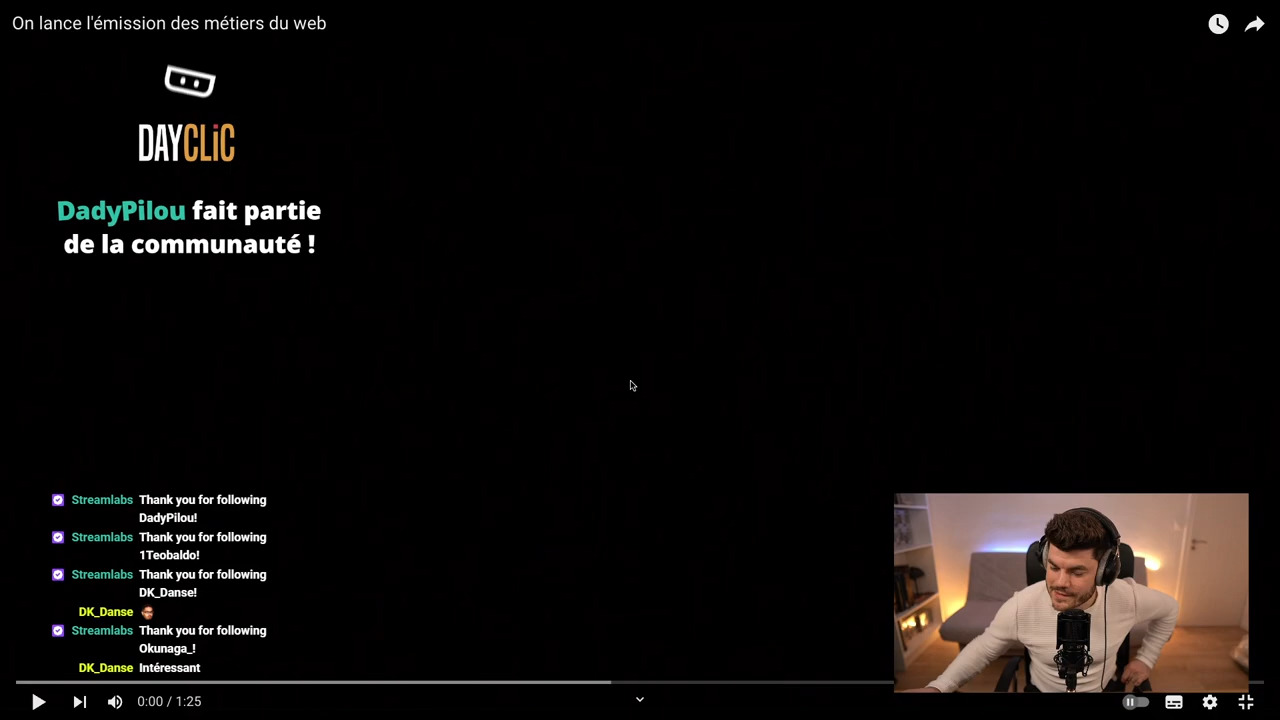 On lance l'émission des métiers du web
DAYCLiC
DadyPilou fait partie
de la communauté !
Streamlabs Thank you for following
DadyPilou!
Streamlabs Thank you for following
1Teobaldo!
Streamlabs Thank you for following
DK_Danse!
DK_Danse
Streamlabs Thank you for following
Okunaga_!
DK_Danse Intéressant
0:00 / 1:25